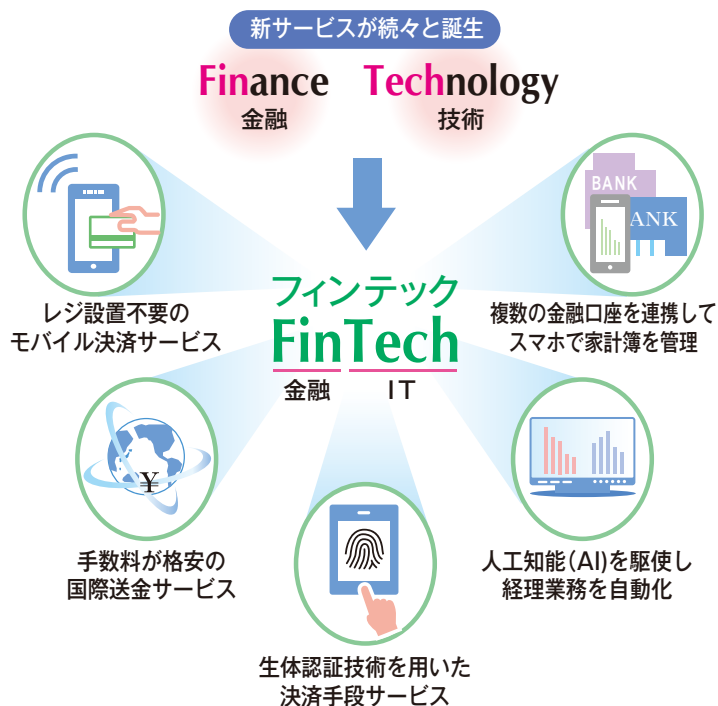 新サービスが続々と誕生
Finance Technology
金融 技術
BANK
ANK
レジ設置不要の
モバイル決済サービス
フィンテック
FinTech
金融 IT
複数の金融口座を連携して
スマホで家計簿を管理
¥
手数料が格安の
国際送金サービス
人工知能(AI)を駆使し
経理業務を自動化
生体認証技術を用いた
決済手段サービス